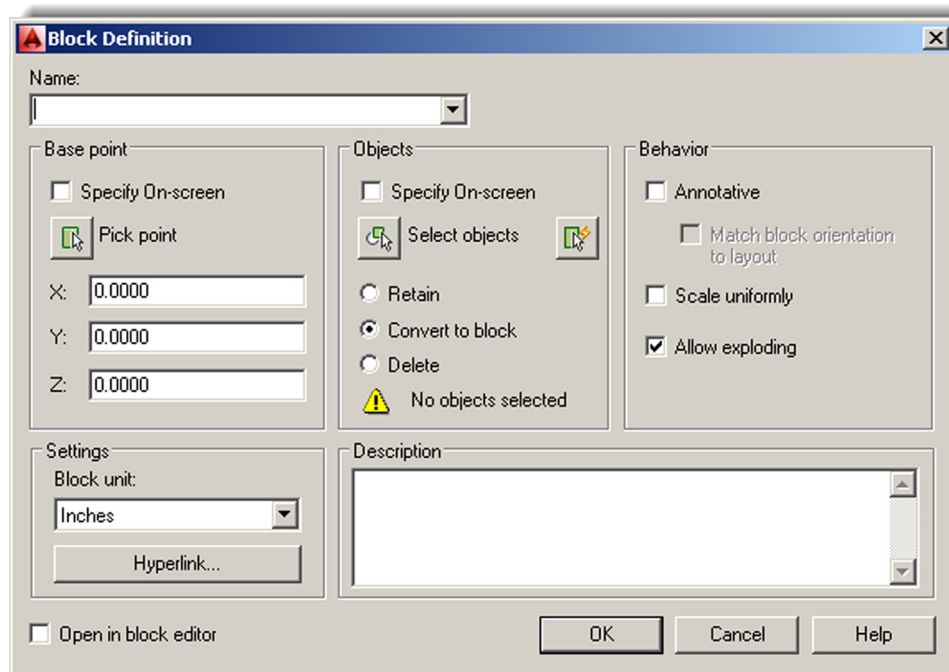 Block Definition
Name:
Base point
Specify On-screen
Pick point
X: 0.0000
Y: 0.0000
Z: 0.0000
Objects
Specify On-screen
Select objects
Retain
Convert to block
Delete
No objects selected
Behavior
Annotative
Match block orientation
to layout
Scale uniformly
Allow exploding
Settings
Block unit:
Inches
Hyperlink...
Description
Open in block editor
OK
Cancel
Help